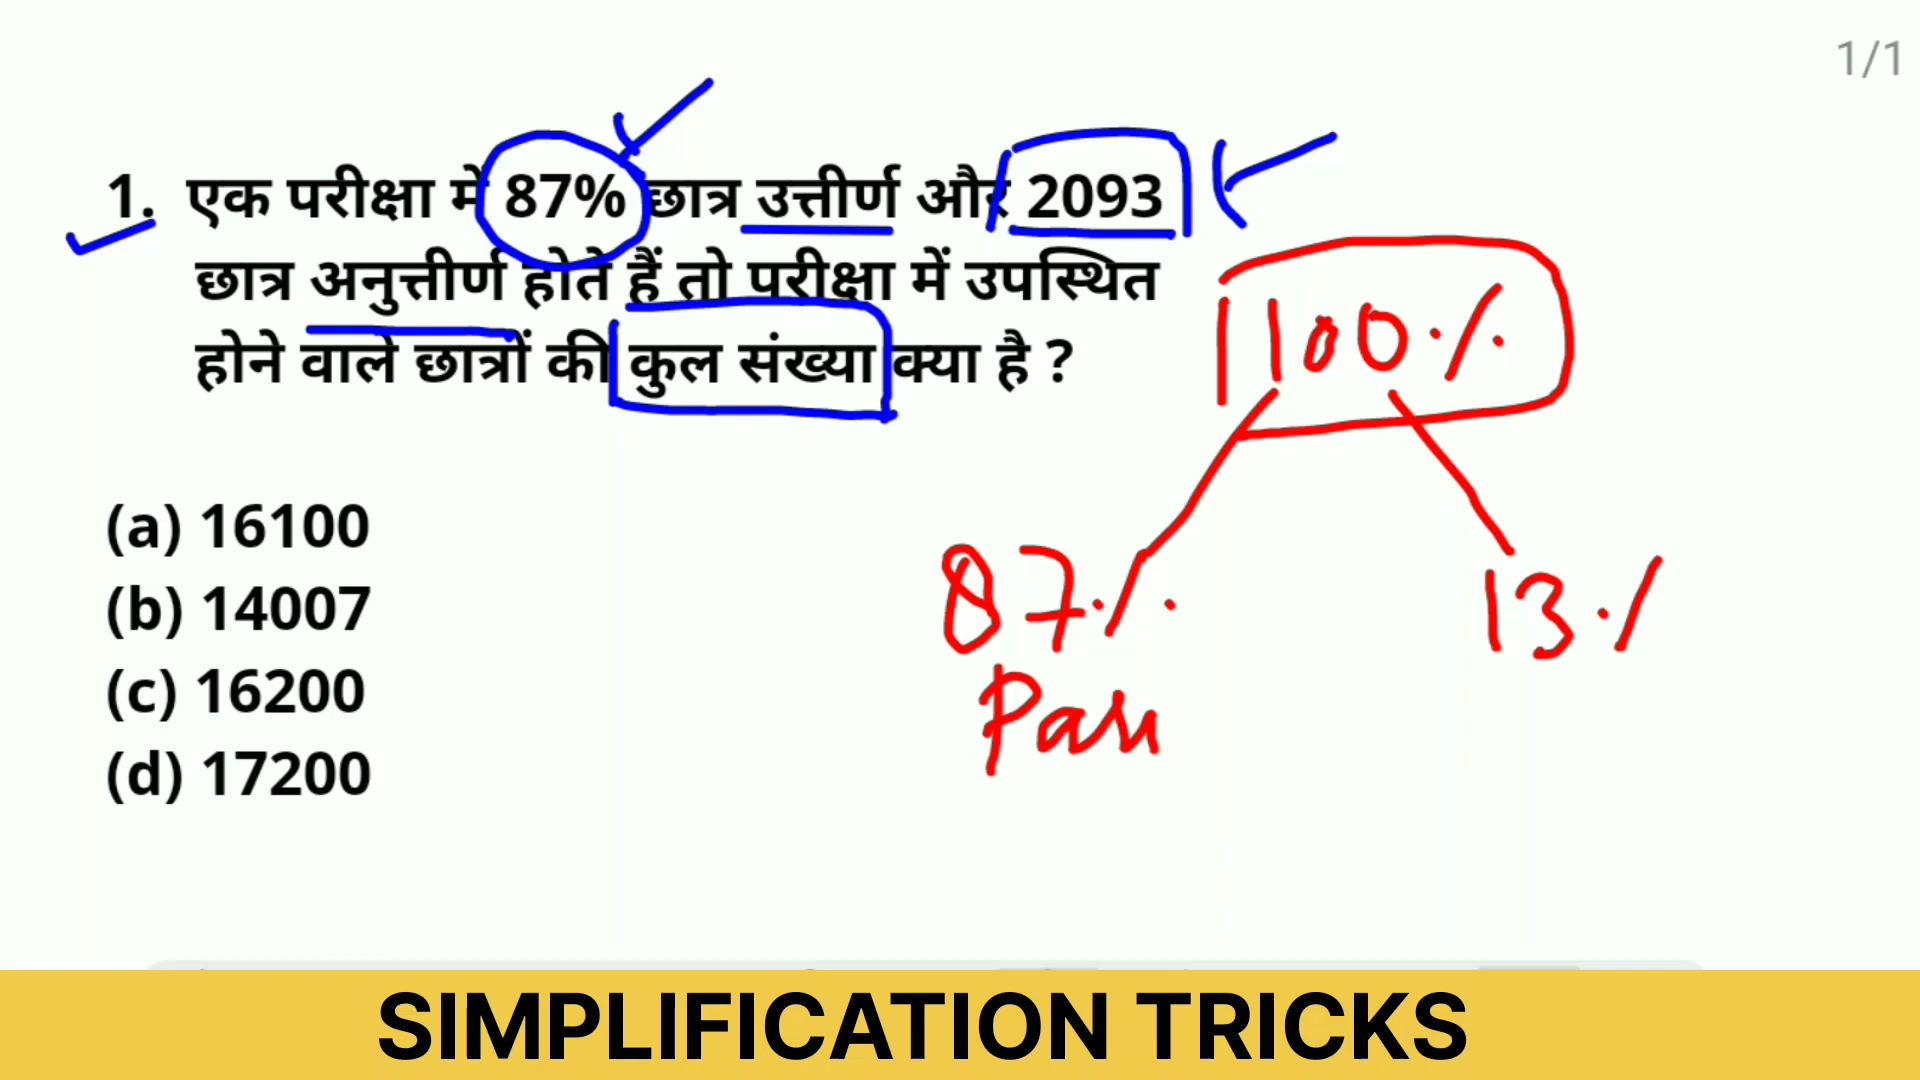 1/1
1. एक परीक्षा में 87% छात्र उत्तीर्ण और 2093
छात्र अनुत्तीर्ण होते हैं तो परीक्षा में उपस्थित
होने वाले छात्रों की कुल संख्या क्या है ?
100%
(a) 16100
(b) 14007
(c) 16200
(d) 17200
87%
13%
Pass
SIMPLIFICATION TRICKS